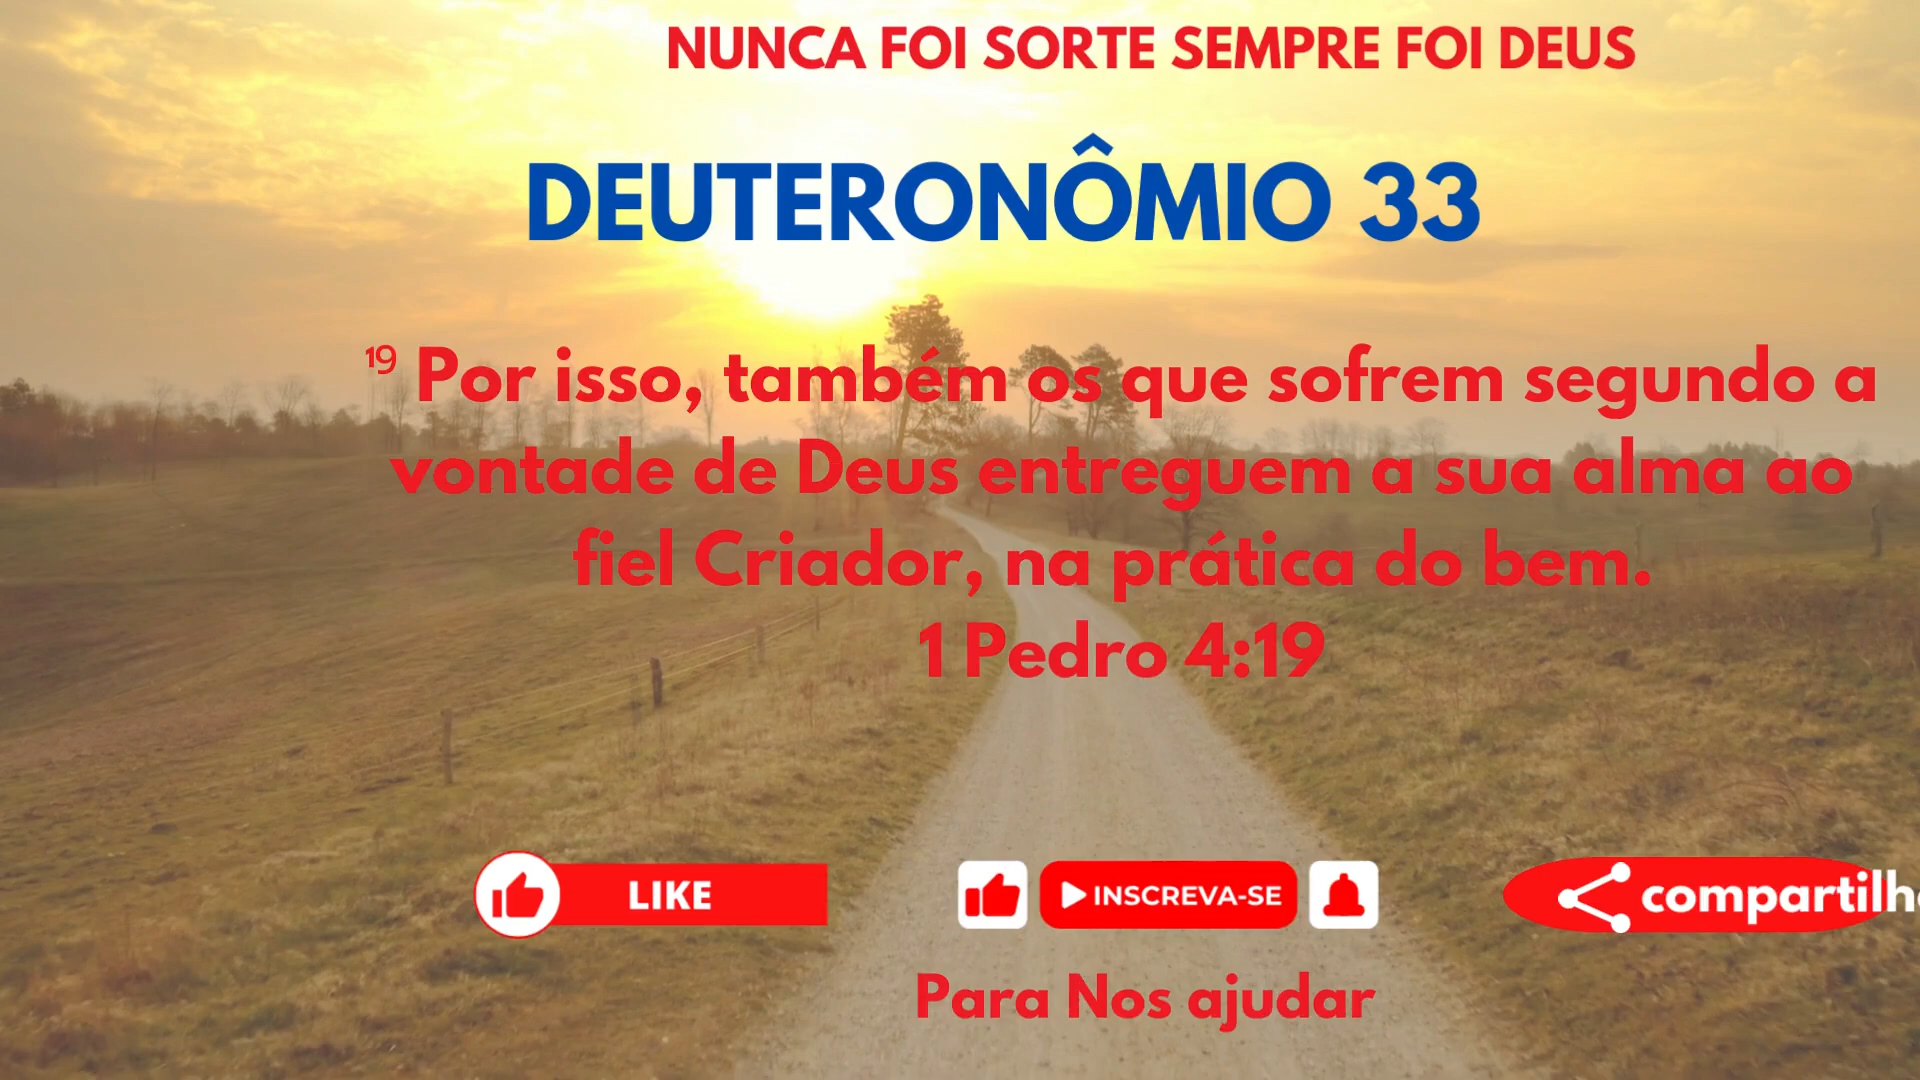 NUNCA FOI SORTE SEMPRE FOI DEUS
DEUTERONÔMIO 33
¹⁹ Por isso, também os que sofrem segundo a
vontade de Deus entreguem a sua alma ao
fiel Criador, na prática do bem.
1 Pedro 4:19
LIKE
INSCREVA-SE
compartilh
Para Nos ajudar